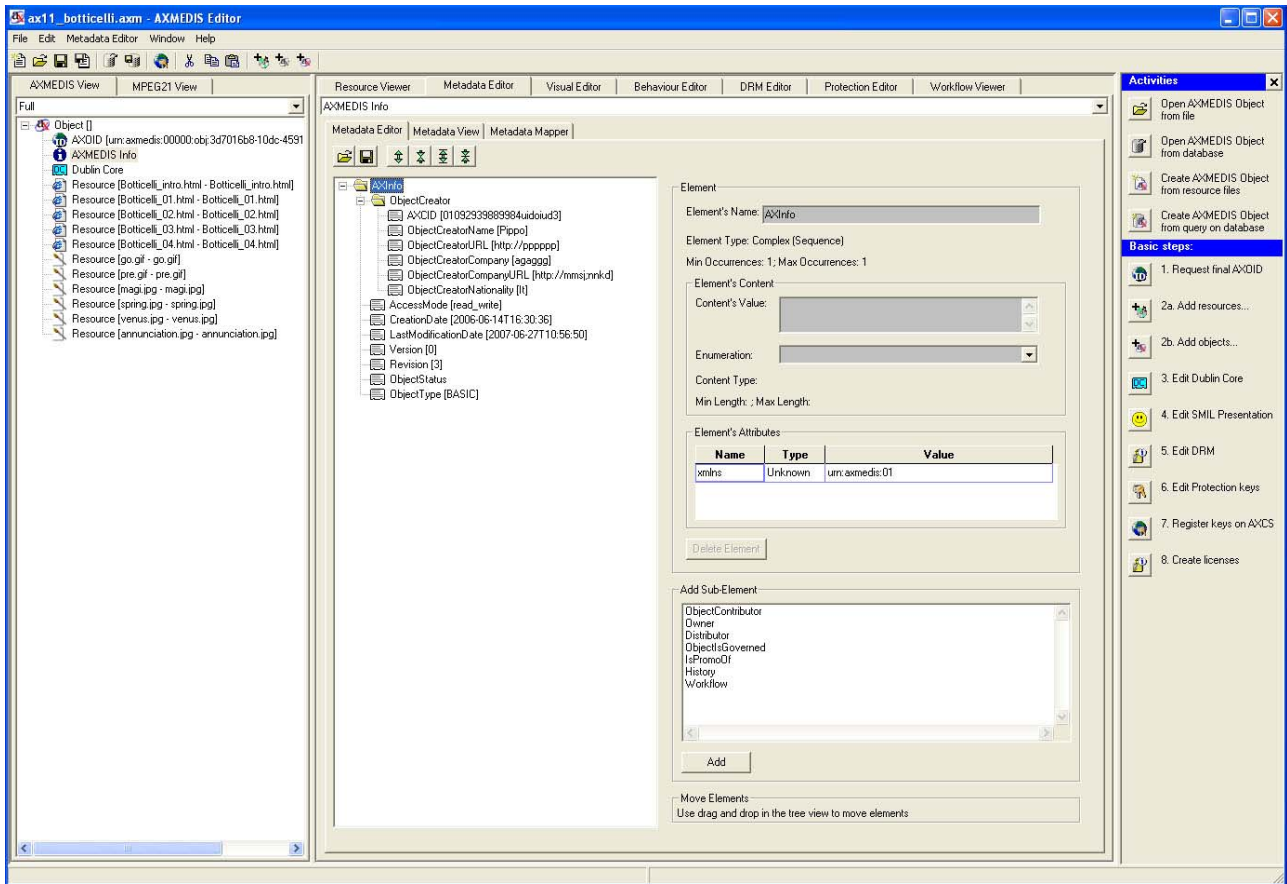 ax11_botticelli.axm - AXMEDIS Editor
File Edit Metadata Editor Window Help
AXMEDIS View MPEG21 View
Full
Object []
AXOID [urn:axmedis:00000:obj:3d7016b8-10dc-4591
AXMEDIS Info
Dublin Core
Resource [Botticelli_intro.html - Botticelli_intro.html]
Resource [Botticelli_01.html - Botticelli_01.html]
Resource [Botticelli_02.html - Botticelli_02.html]
Resource [Botticelli_03.html - Botticelli_03.html]
Resource [Botticelli_04.html - Botticelli_04.html]
Resource [go.gif - go.gif]
Resource [pre.gif - pre.gif]
Resource [magi.jpg - magi.jpg]
Resource [spring.jpg - spring.jpg]
Resource [venus.jpg - venus.jpg]
Resource [annunciation.jpg - annunciation.jpg]
Resource Viewer Metadata Editor Visual Editor Behaviour Editor DRM Editor Protection Editor Workflow Viewer
AXMEDIS Info
Metadata Editor Metadata View Metadata Mapper
AXInfo
ObjectCreator
AXCID [01092939889984uidoiud3]
ObjectCreatorName [Pippo]
ObjectCreatorURL [http://pppppp]
ObjectCreatorCompany [agaggg]
ObjectCreatorCompanyURL [http://mmsj;nnkd]
ObjectCreatorNationality [It]
AccessMode [read_write]
CreationDate [2006-06-14T16:30:36]
LastModificationDate [2007-06-27T10:56:50]
Version [0]
Revision [3]
ObjectStatus
ObjectType [BASIC]
Element
Element's Name: AXInfo
Element Type: Complex (Sequence)
Min Occurrences: 1; Max Occurrences: 1
Element's Content
Content's Value:
Enumeration:
Content Type:
Min Length: ; Max Length:
Element's Attributes
Name Type Value
xmlns Unknown urn:axmedis:01
Delete Element
Add Sub-Element
ObjectContributor
Owner
Distributor
ObjectIsGoverned
IsPromoOf
History
Workflow
Add
Move Elements
Use drag and drop in the tree view to move elements
Activities
Open AXMEDIS Object
from file
Open AXMEDIS Object
from database
Create AXMEDIS Object
from resource files
Create AXMEDIS Object
from query on database
Basic steps:
1. Request final AXOID
2a. Add resources...
2b. Add objects...
3. Edit Dublin Core
4. Edit SMIL Presentation
5. Edit DRM
6. Edit Protection keys
7. Register keys on AXCS
8. Create licenses